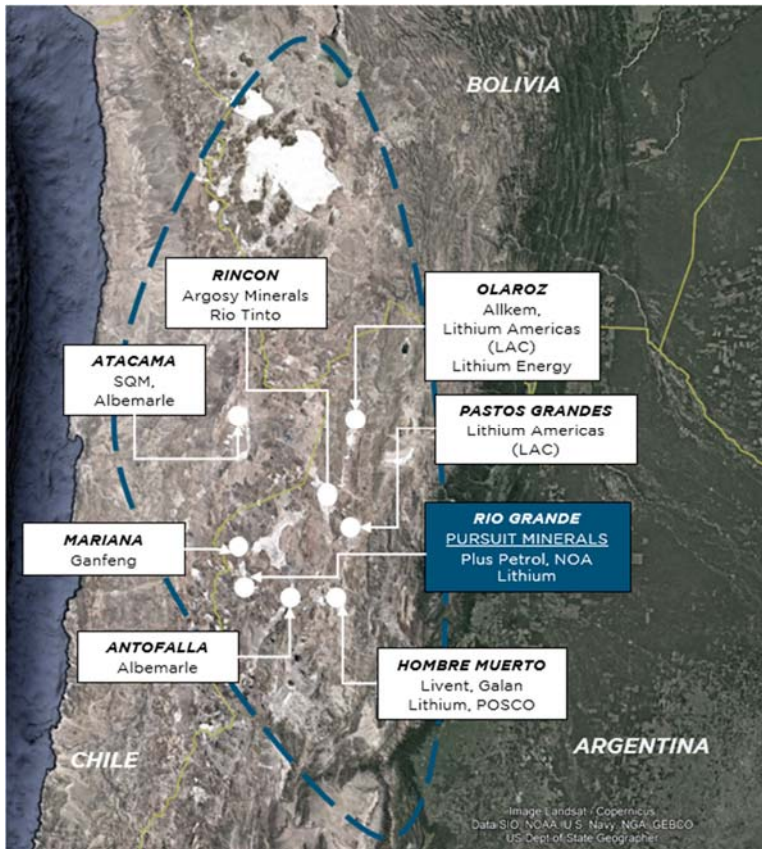 BOLIVIA
RINCON
Argosy Minerals
Rio Tinto
OLAROZ
Allkem,
Lithium Americas
(LAC)
Lithium Energy
ATACAMA
SQM,
Albemarle
PASTOS GRANDES
Lithium Americas
(LAC)
RIO GRANDE
PURSUIT MINERALS
Plus Petrol, NOA
Lithium
MARIANA
Ganfeng
ANTOFALLA
Albemarle
HOMBRE MUERTO
Livent, Galan
Lithium, POSCO
CHILE
ARGENTINA
Image Landsat / Copernicus
Data SIO, NOAA, U.S. Navy, NGA, GEBCO
US Dept of State Geographer